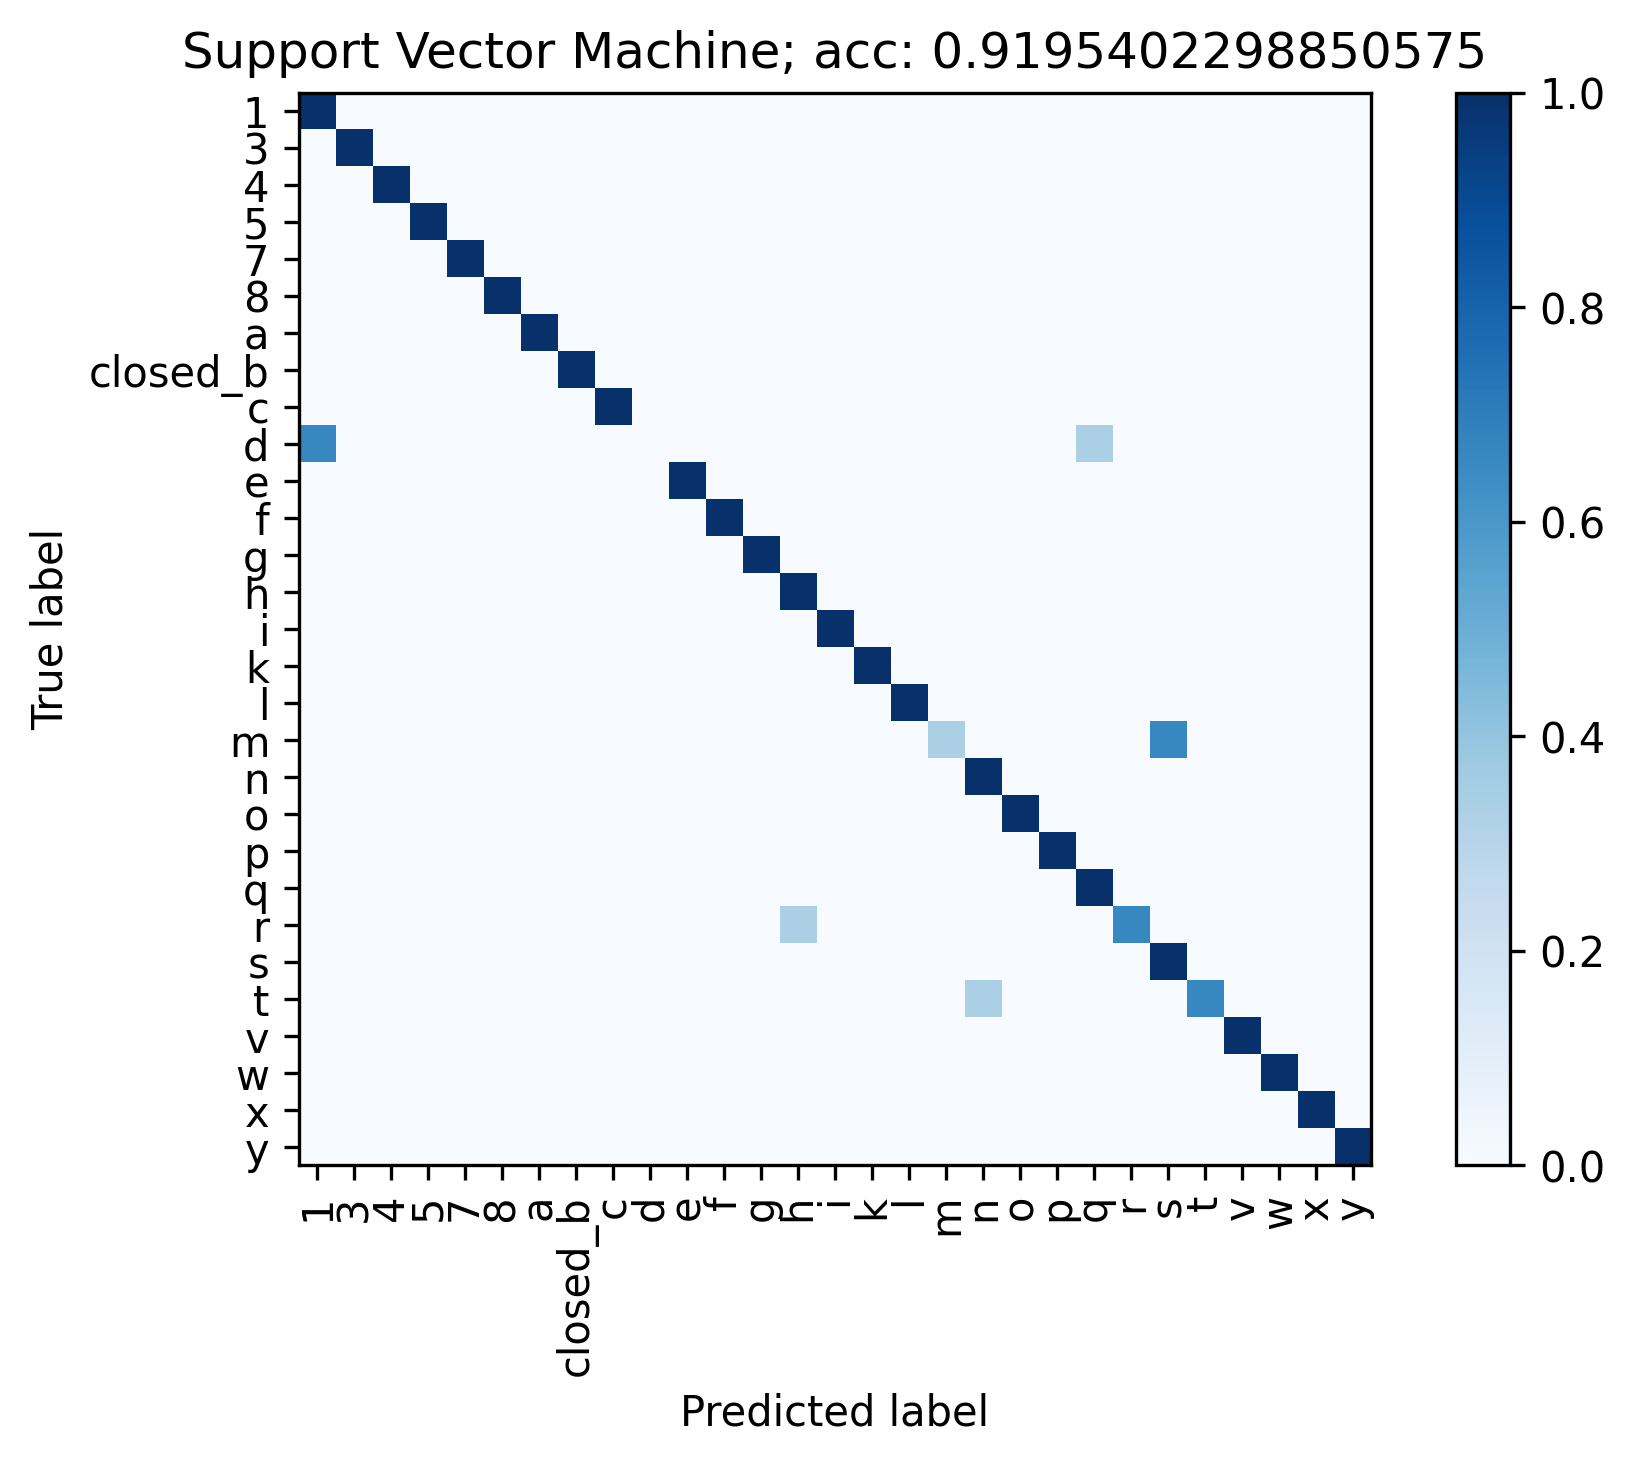 Support Vector Machine; acc: 0.9195402298850575
True label
1
3
4
5
7
8
a
closed_b
c
d
e
f
g
h
i
k
l
m
n
o
p
q
r
s
t
v
w
x
y
1 3 4 5 7 8 a closed_b c d e f g h i k l m n o p q r s t v w x y
Predicted label
1.0
0.8
0.6
0.4
0.2
0.0